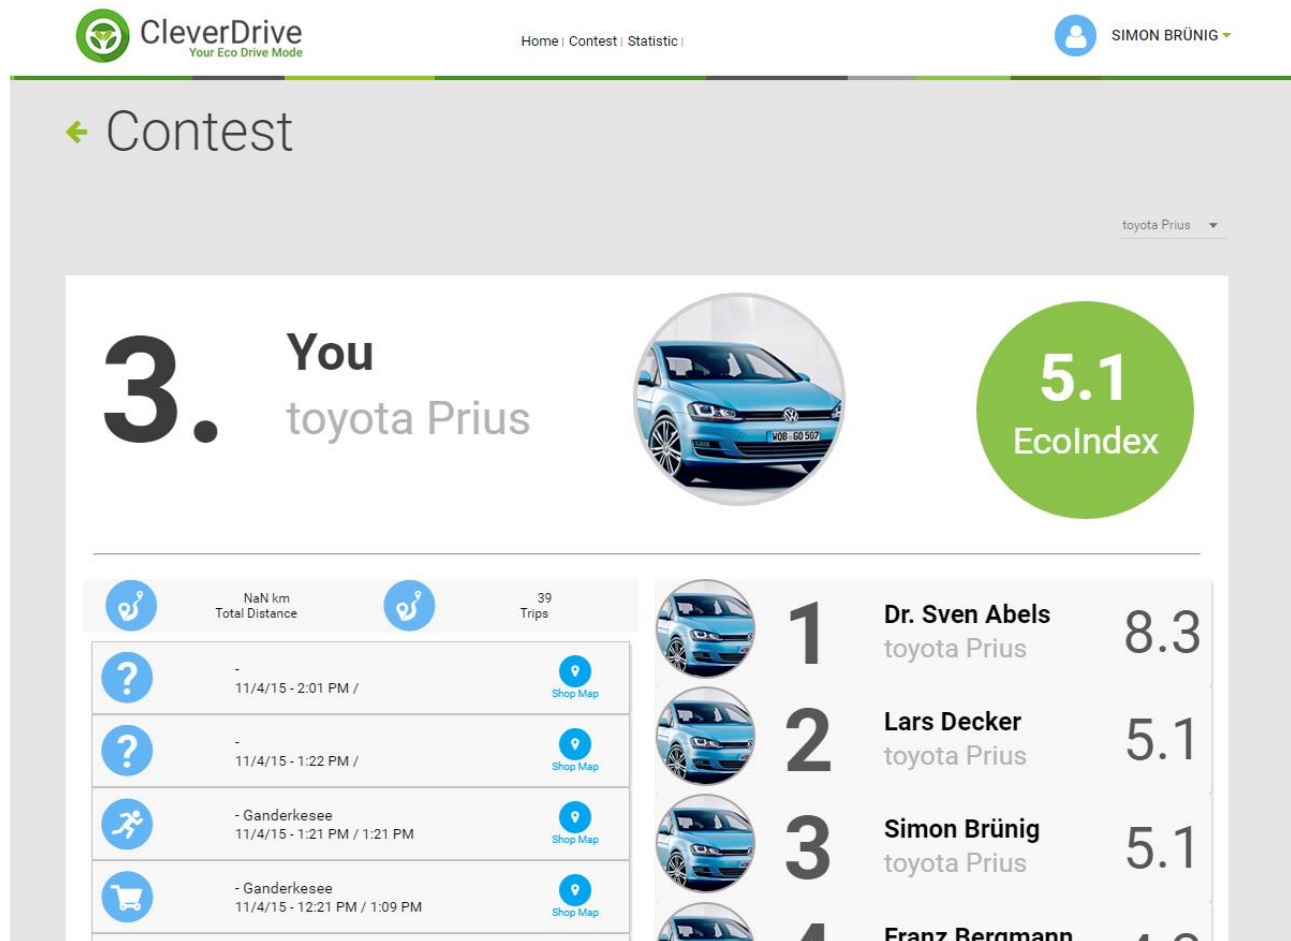 CleverDrive
Your Eco Drive Mode
Home | Contest | Statistic |
SIMON BRÜNIG
Contest
toyota Prius
3.
You
toyota Prius
WOB GO 507
5.1
EcoIndex
NaN km
Total Distance
39
Trips
-
11/4/15 - 2:01 PM /
Shop Map
-
11/4/15 - 1:22 PM /
Shop Map
- Ganderkesee
11/4/15 - 1:21 PM / 1:21 PM
Shop Map
- Ganderkesee
11/4/15 - 12:21 PM / 1:09 PM
Shop Map
1
Dr. Sven Abels
toyota Prius
8.3
2
Lars Decker
toyota Prius
5.1
3
Simon Brünig
toyota Prius
5.1
4
Franz Bergmann